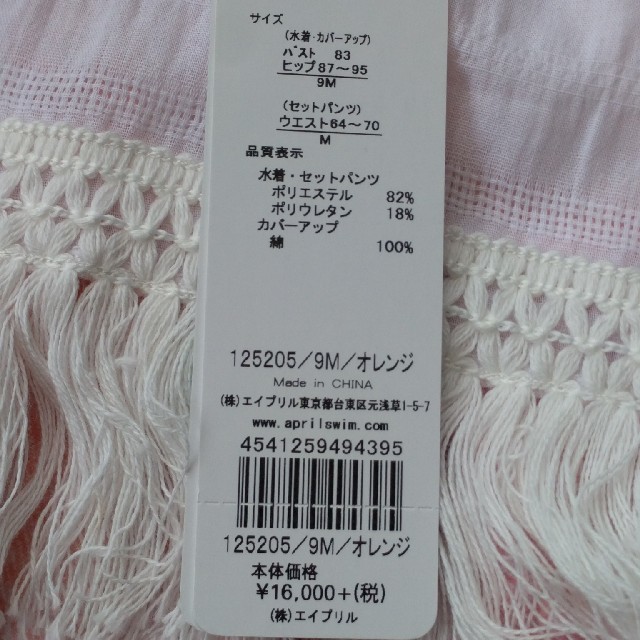 サイズ
(水着・カバーアップ)
バスト 83
ヒップ87～95
9M
(セットパンツ)
ウエスト64～70
M
品質表示
水着・セットパンツ
ポリエステル 82%
ポリウレタン 18%
カバーアップ
綿 100%
125205/9M/オレンジ
Made in CHINA
(株)エイプリル東京都台東区元浅草1-5-7
www.aprilswim.com
4541259494395
125205/9M/オレンジ
本体価格
¥16,000+(税)
(株)エイプリル